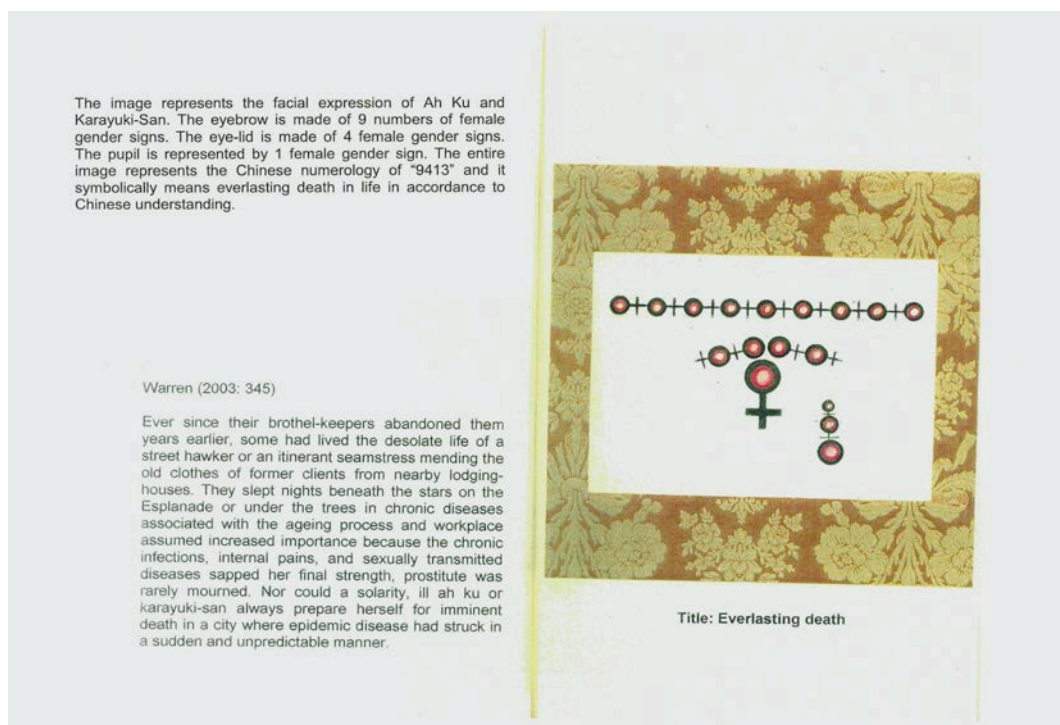 The image represents the facial expression of Ah Ku and
Karayuki-San. The eyebrow is made of 9 numbers of female
gender signs. The eye-lid is made of 4 female gender signs.
The pupil is represented by 1 female gender sign. The entire
image represents the Chinese numerology of “9413” and it
symbolically means everlasting death in life in accordance to
Chinese understanding.
Warren (2003: 345)
Ever since their brothel-keepers abandoned them
years earlier, some had lived the desolate life of a
street hawker or an itinerant seamstress mending the
old clothes of former clients from nearby lodging-
houses. They slept nights beneath the stars on the
Esplanade or under the trees in chronic diseases
associated with the ageing process and workplace
assumed increased importance because the chronic
infections, internal pains, and sexually transmitted
diseases sapped her final strength, prostitute was
rarely mourned. Nor could a solarity, ill ah ku or
karayuki-san always prepare herself for imminent
death in a city where epidemic disease had struck in
a sudden and unpredictable manner.
Title: Everlasting death